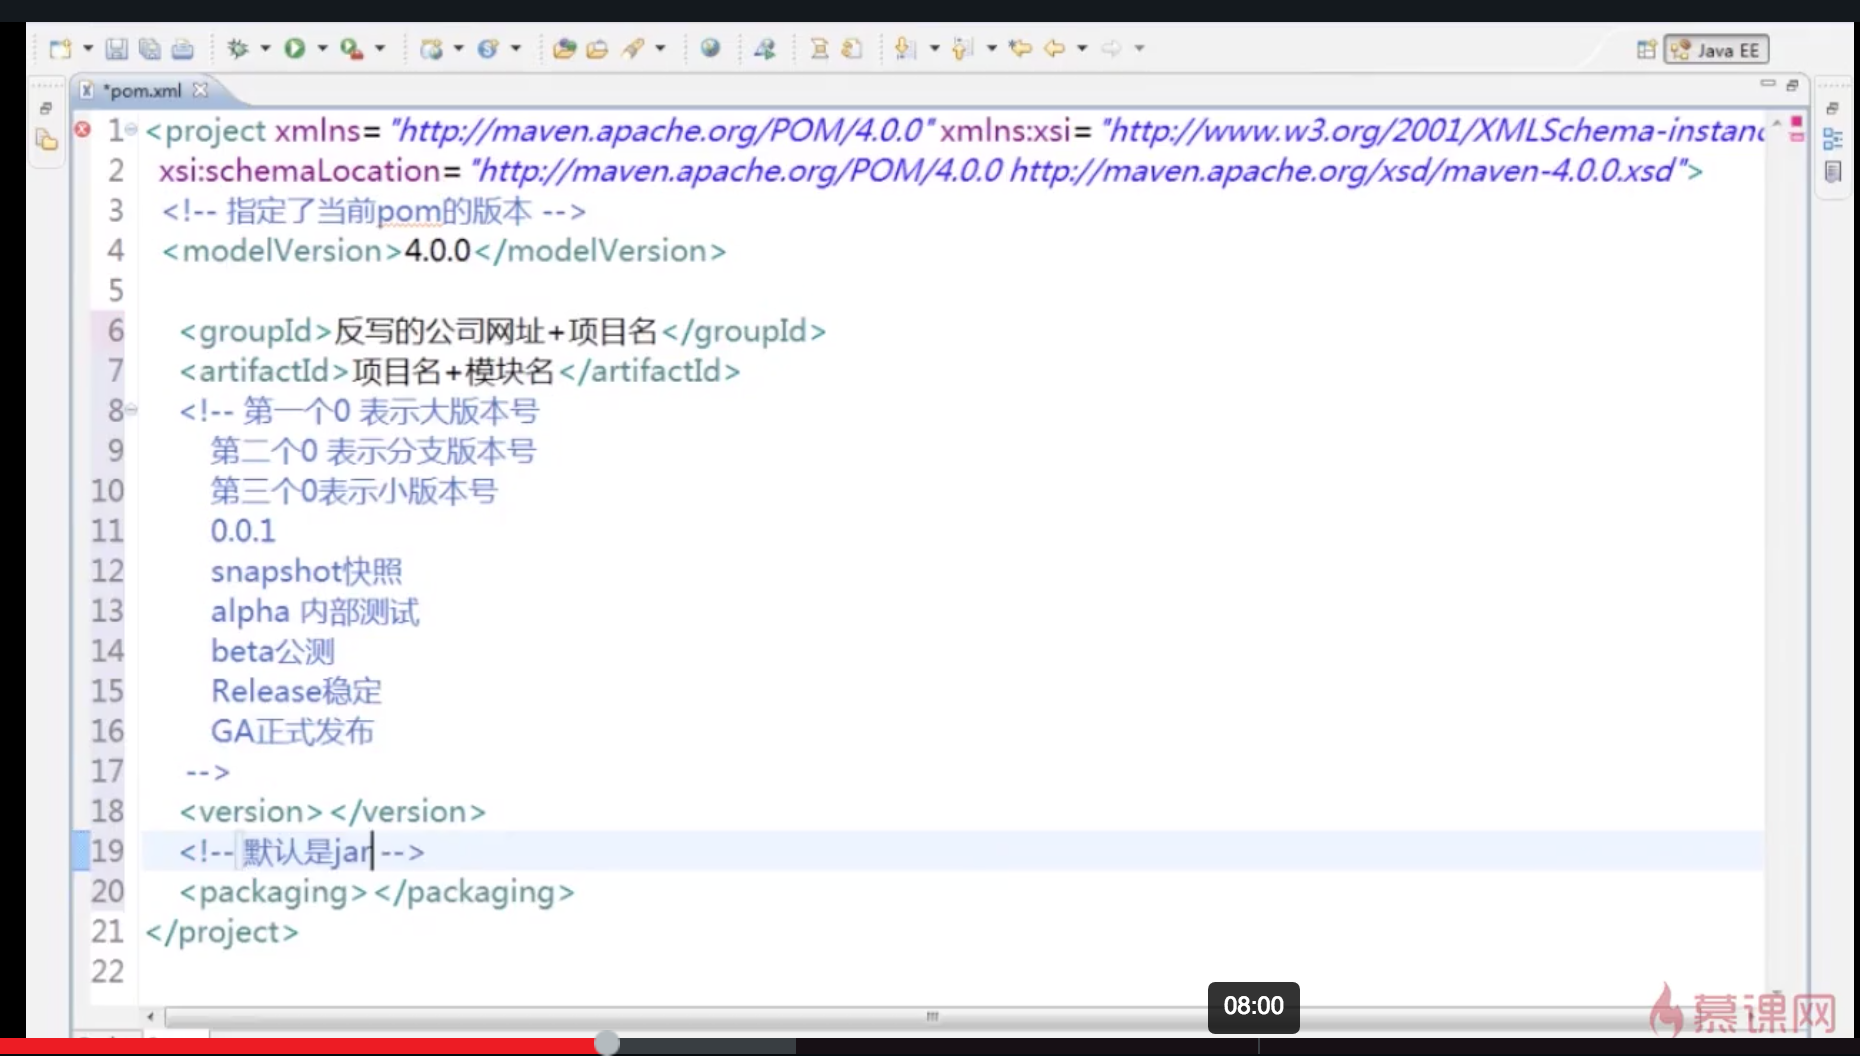 Java EE
*pom.xml
1 <project xmlns="http://maven.apache.org/POM/4.0.0" xmlns:xsi="http://www.w3.org/2001/XMLSchema-instanc
2 xsi:schemaLocation="http://maven.apache.org/POM/4.0.0 http://maven.apache.org/xsd/maven-4.0.0.xsd">
3 <!-- 指定了当前pom的版本 -->
4 <modelVersion>4.0.0</modelVersion>
5
6 <groupId>反写的公司网址+项目名</groupId>
7 <artifactId>项目名+模块名</artifactId>
8 <!-- 第一个0 表示大版本号
9 第二个0 表示分支版本号
10 第三个0表示小版本号
11 0.0.1
12 snapshot快照
13 alpha 内部测试
14 beta公测
15 Release稳定
16 GA正式发布
17 -->
18 <version></version>
19 <!-- 默认是jar -->
20 <packaging></packaging>
21 </project>
22
08:00
慕课网